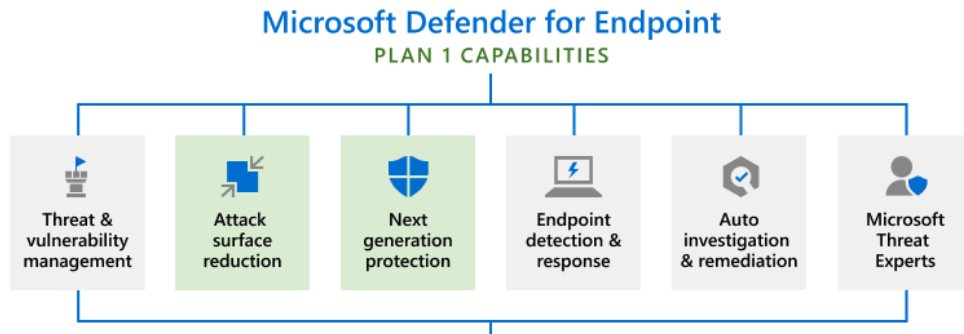 Microsoft Defender for Endpoint
PLAN 1 CAPABILITIES
Threat &
vulnerability
management
Attack
surface
reduction
Next
generation
protection
Endpoint
detection &
response
Auto
investigation
& remediation
Microsoft
Threat
Experts